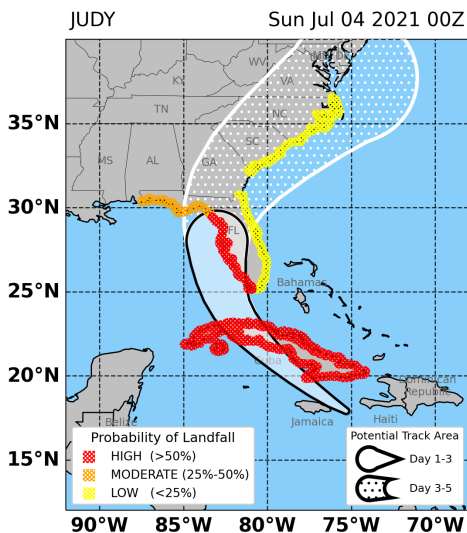 JUDY Sun Jul 04 2021 00Z
WV
KY
VA
TN
NC
35°N
SC
MS AL GA
30°N
FL
25°N
Bahamas
20°N
Cuba
Dominican
Republic
Belize
Jamaica
Haiti
15°N
Probability of Landfall
HIGH (>50%)
MODERATE (25%-50%)
LOW (<25%)
Potential Track Area
Day 1-3
Day 3-5
90°W 85°W 80°W 75°W 70°W